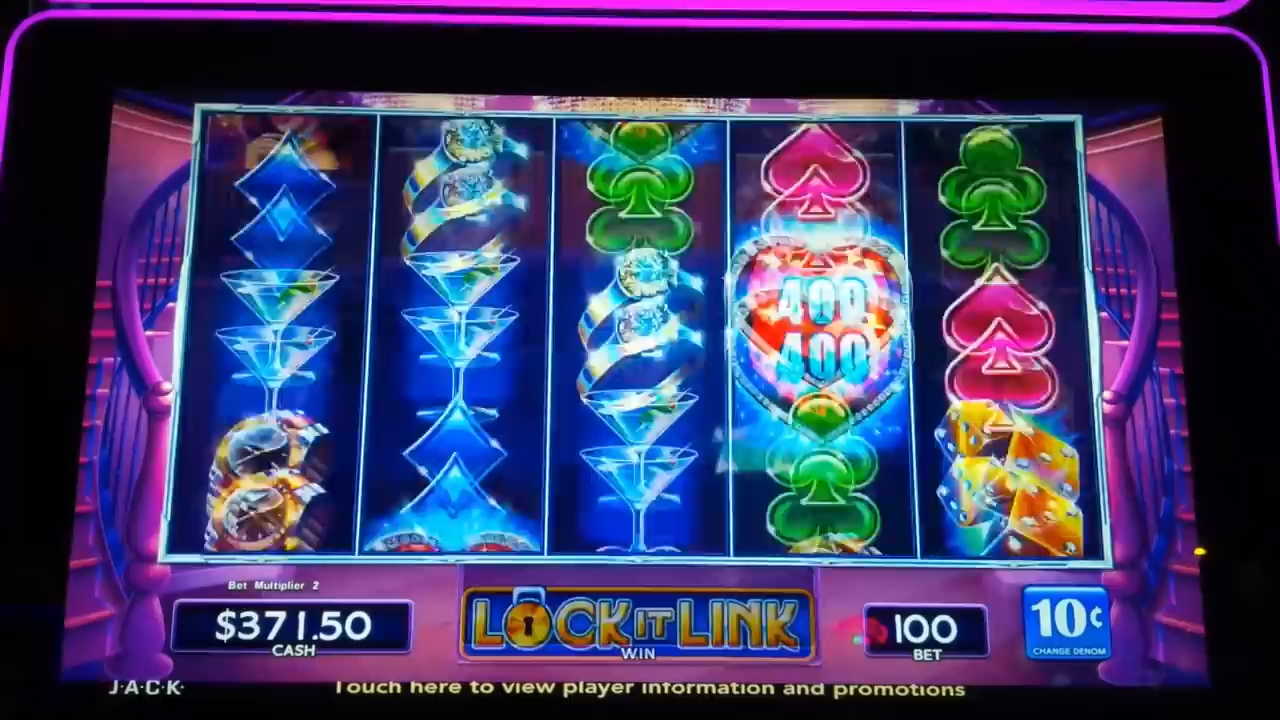 400
400
Bet Multiplier 2
$371.50
CASH
LOCK IT LINK
WIN
100
BET
10¢
CHANGE DENOM
J·A·C·K·
Touch here to view player information and promotions